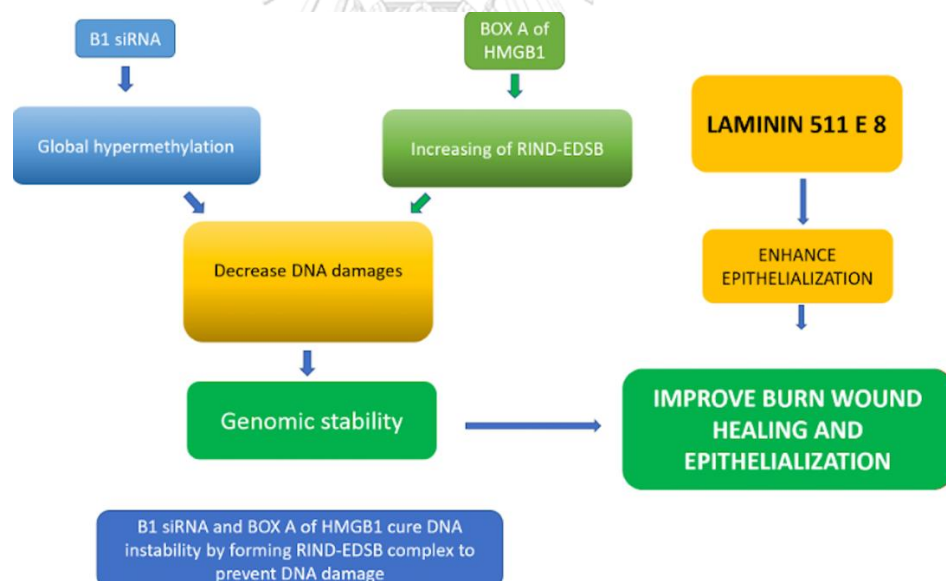 B1 siRNA
BOX A of
HMGB1
LAMININ 511 E 8
Global hypermethylation
Increasing of RIND-EDSB
Decrease DNA damages
ENHANCE
EPITHELIALIZATION
Genomic stability
IMPROVE BURN WOUND
HEALING AND
EPITHELIALIZATION
B1 siRNA and BOX A of HMGB1 cure DNA
instability by forming RIND-EDSB complex to
prevent DNA damage